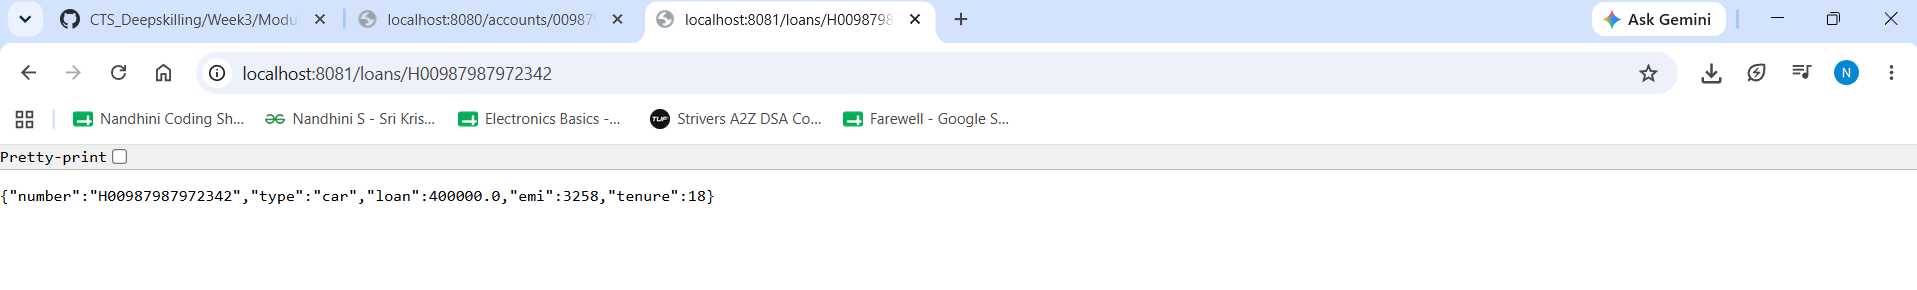 CTS_Deepskilling/Week3/Modu
localhost:8080/accounts/00987
localhost:8081/loans/H0098798
Ask Gemini
localhost:8081/loans/H00987987972342
N
Nandhini Coding Sh...
Nandhini S - Sri Kris...
Electronics Basics -...
TUF
Strivers A2Z DSA Co...
Farewell - Google S...
Pretty-print
{"number":"H00987987972342","type":"car","loan":400000.0,"emi":3258,"tenure":18}